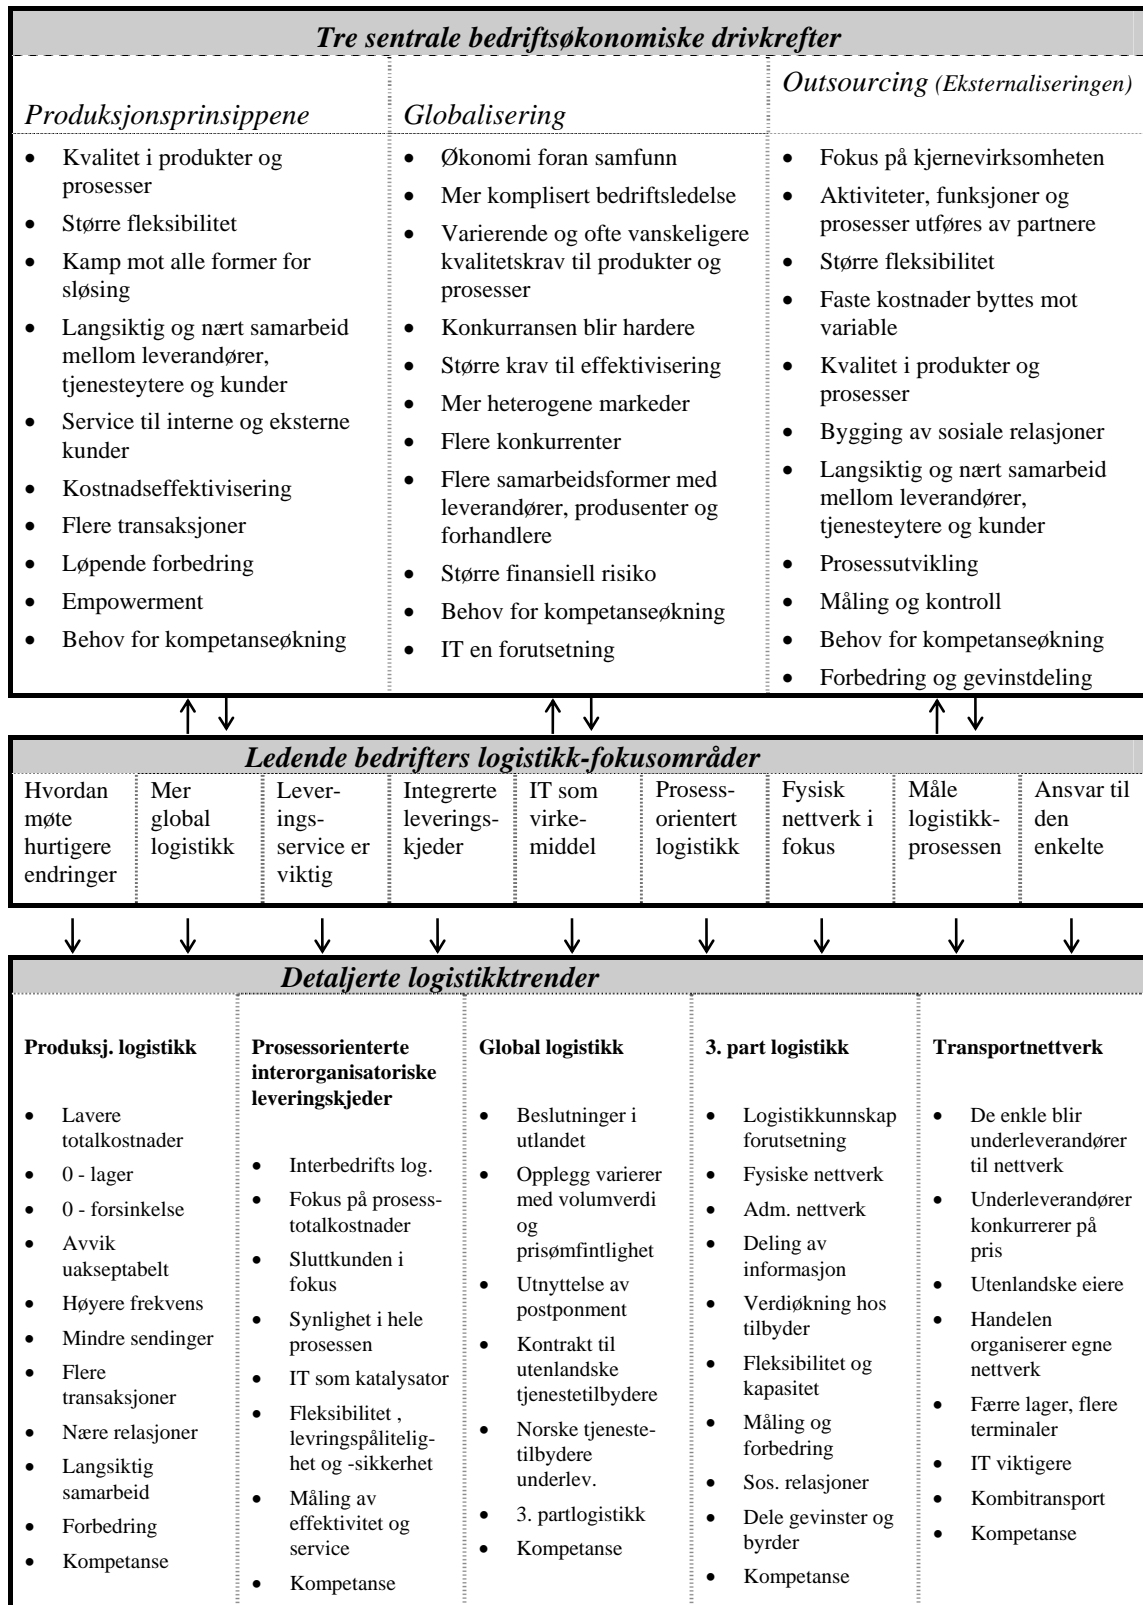 Tre sentrale bedriftsøkonomiske drivkrefter
Produksjonsprinsippene
• Kvalitet i produkter og
prosesser
• Større fleksibilitet
• Kamp mot alle former for
sløsing
• Langsiktig og nært samarbeid
mellom leverandører,
tjenesteytere og kunder
• Service til interne og eksterne
kunder
• Kostnadseffektivisering
• Flere transaksjoner
• Løpende forbedring
• Empowerment
• Behov for kompetanseøkning
Globalisering
• Økonomi foran samfunn
• Mer komplisert bedriftsledelse
• Varierende og ofte vanskeligere
kvalitetskrav til produkter og
prosesser
• Konkurransen blir hardere
• Større krav til effektivisering
• Mer heterogene markeder
• Flere konkurrenter
• Flere samarbeidsformer med
leverandører, produsenter og
forhandlere
• Større finansiell risiko
• Behov for kompetanseøkning
• IT en forutsetning
Outsourcing (Eksternaliseringen)
• Fokus på kjernevirksomheten
• Aktiviteter, funksjoner og
prosesser utføres av partnere
• Større fleksibilitet
• Faste kostnader byttes mot
variable
• Kvalitet i produkter og
prosesser
• Bygging av sosiale relasjoner
• Langsiktig og nært samarbeid
mellom leverandører,
tjenesteytere og kunder
• Prosessutvikling
• Måling og kontroll
• Behov for kompetanseøkning
• Forbedring og gevinstdeling
Ledende bedrifters logistikk-fokusområder
Hvordan
møte
hurtigere
endringer
Mer
global
logistikk
Lever-
ings-
service er
viktig
Integrerte
leverings-
kjeder
IT som
virke-
middel
Prosess-
orientert
logistikk
Fysisk
nettverk i
fokus
Måle
logistikk-
prosessen
Ansvar til
den
enkelte
Detaljerte logistikktrender
Produksj. logistikk
• Lavere
totalkostnader
• 0 - lager
• 0 - forsinkelse
• Avvik
uakseptabelt
• Høyere frekvens
• Mindre sendinger
• Flere
transaksjoner
• Nære relasjoner
• Langsiktig
samarbeid
• Forbedring
• Kompetanse
Prosessorienterte
interorganisatoriske
leveringskjeder
• Interbedrifts log.
• Fokus på prosess-
totalkostnader
• Sluttkunden i
fokus
• Synlighet i hele
prosessen
• IT som katalysator
• Fleksibilitet ,
levringspålitelig-
het og -sikkerhet
• Måling av
effektivitet og
service
• Kompetanse
Global logistikk
• Beslutninger i
utlandet
• Opplegg varierer
med volumverdi
og
prisømfintlighet
• Utnyttelse av
postponment
• Kontrakt til
utenlandske
tjenestetilbydere
• Norske tjeneste-
tilbydere
underlev.
• 3. partlogistikk
• Kompetanse
3. part logistikk
• Logistikkunnskap
forutsetning
• Fysiske nettverk
• Adm. nettverk
• Deling av
informasjon
• Verdiøkning hos
tilbyder
• Fleksibilitet og
kapasitet
• Måling og
forbedring
• Sos. relasjoner
• Dele gevinster og
byrder
• Kompetanse
Transportnettverk
• De enkle blir
underleverandører
til nettverk
• Underleverandører
konkurrerer på
pris
• Utenlandske eiere
• Handelen
organiserer egne
nettverk
• Færre lager, flere
terminaler
• IT viktigere
• Kombitransport
• Kompetanse